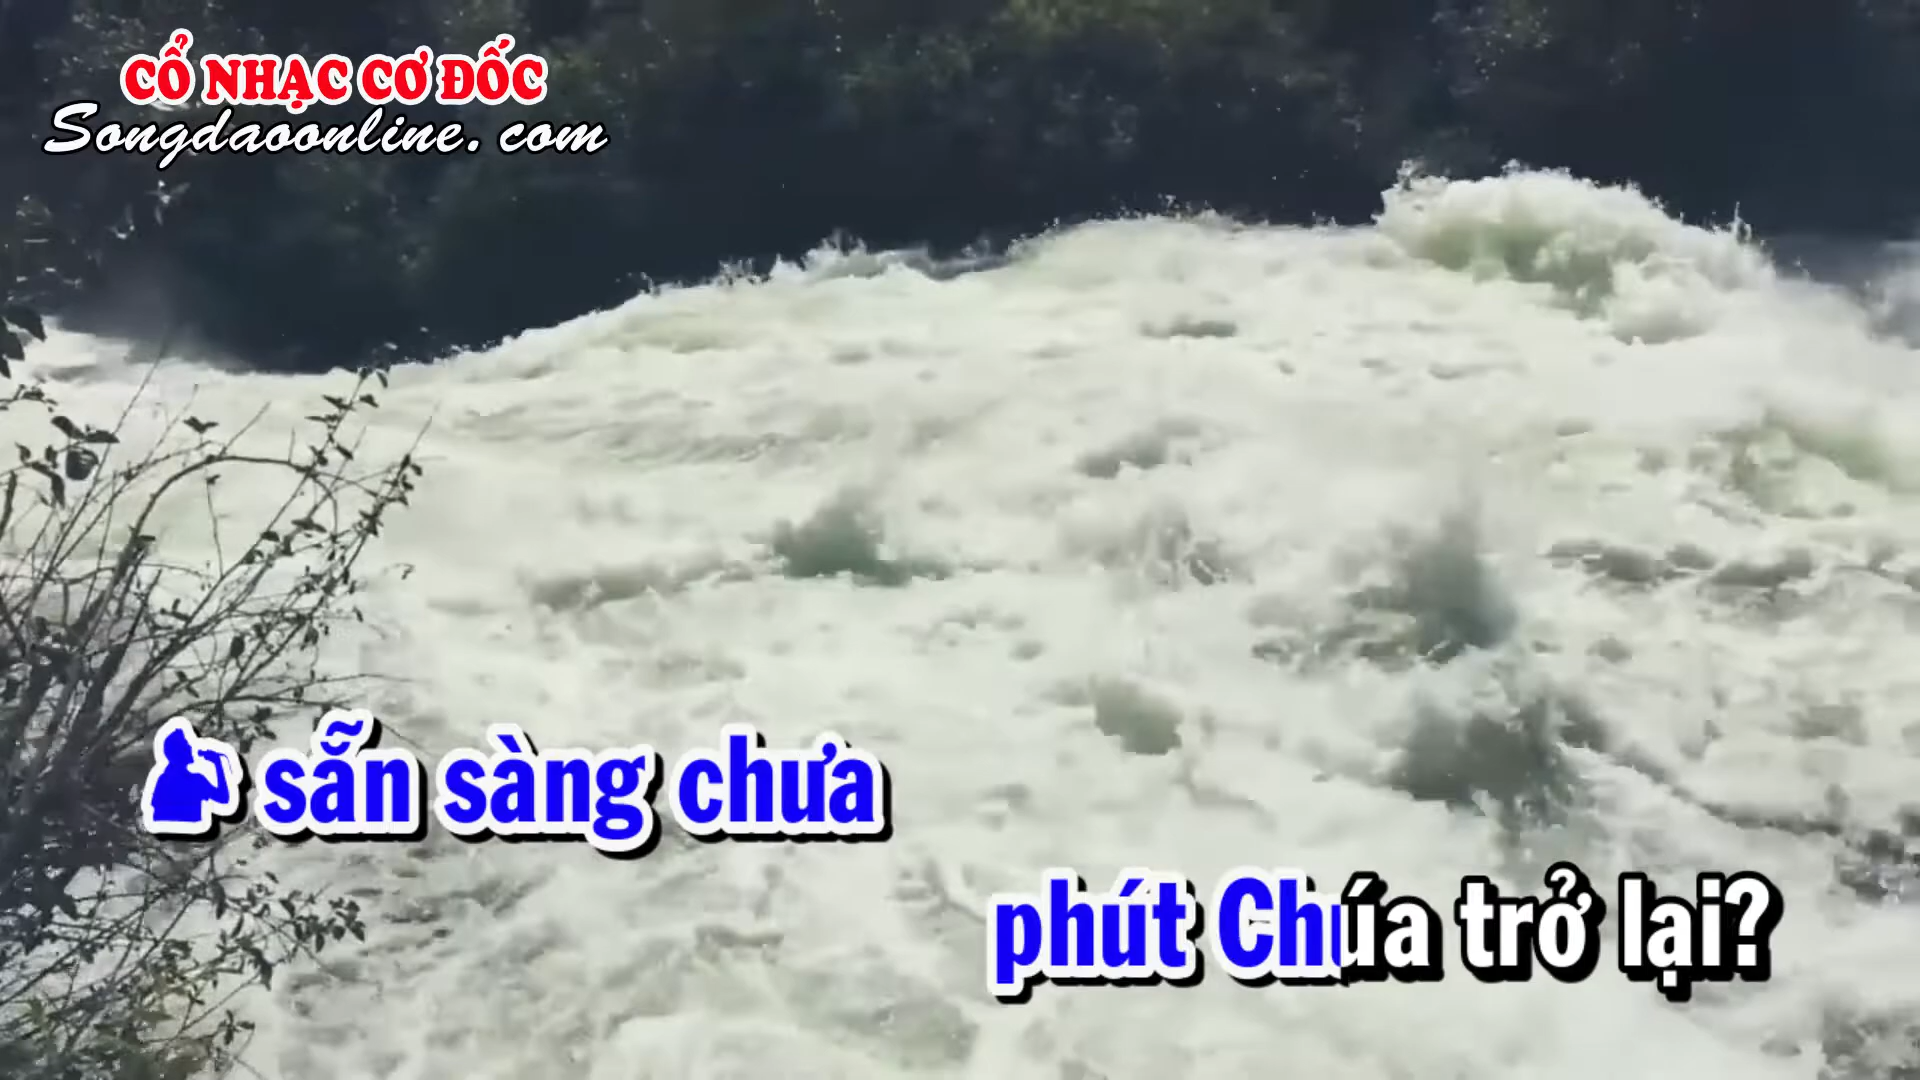 CỔ NHẠC CƠ ĐỐC
Songdaoonline.com
sẵn sàng chưa
phút Chúa trở lại?